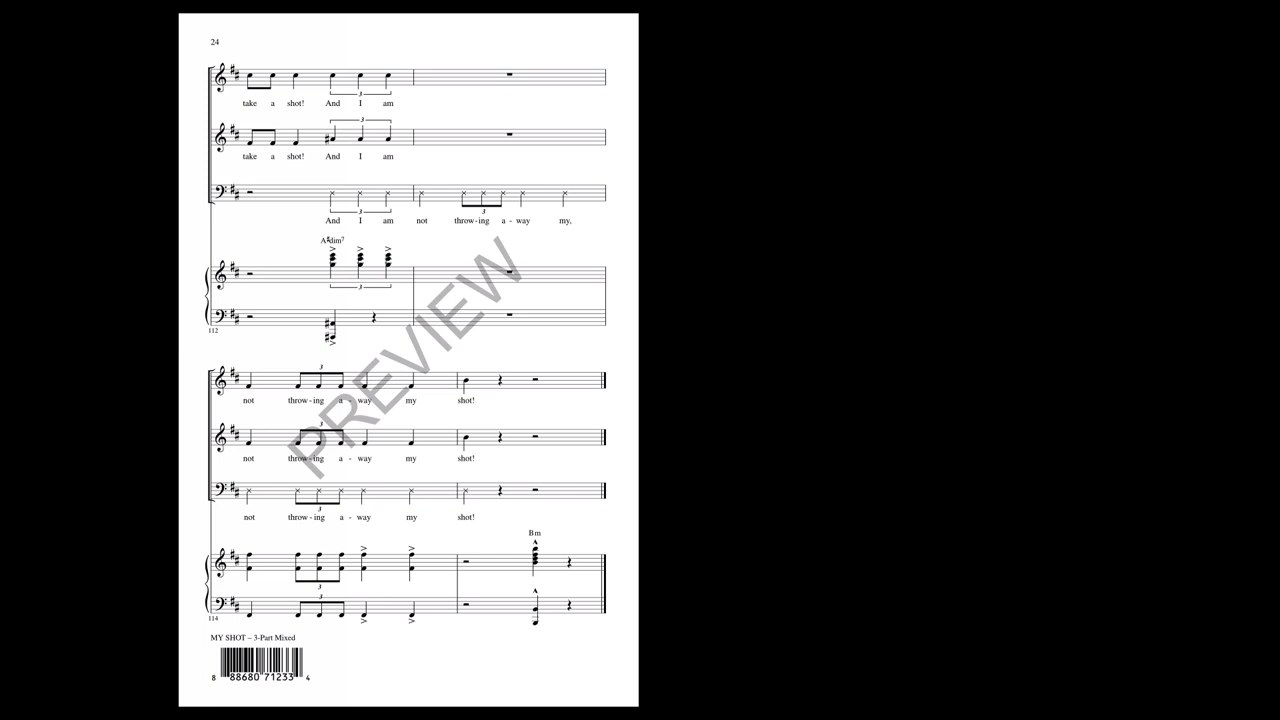 24
3
take a shot! And I am
3
take a shot! And I am
3 3
And I am not throw-ing a - way my,
A#dim7
3
112
3
not throw-ing a - way my shot!
3
not throw-ing a - way my shot!
3
not throw-ing a - way my shot!
Bm
3
3
114
PREVIEW
MY SHOT – 3-Part Mixed
8 88680 71233 4